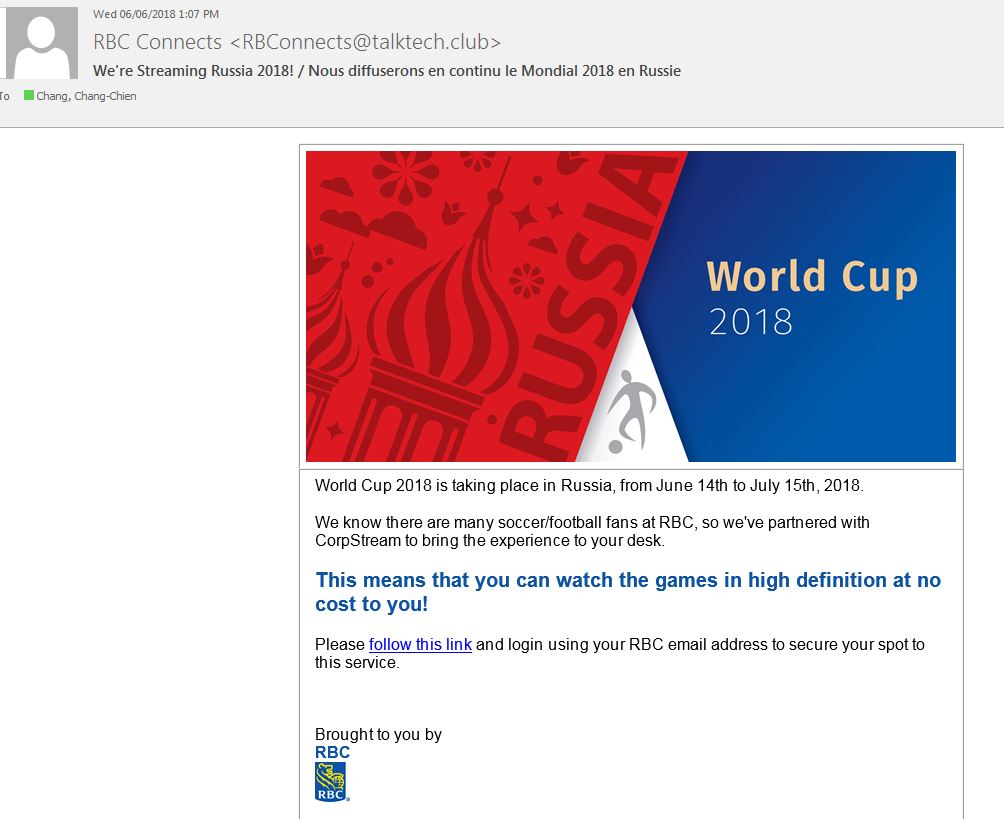 Wed 06/06/2018 1:07 PM
RBC Connects <RBConnects@talktech.club>
We're Streaming Russia 2018! / Nous diffuserons en continu le Mondial 2018 en Russie
To Chang, Chang-Chien
RUSSIA
World Cup
2018
World Cup 2018 is taking place in Russia, from June 14th to July 15th, 2018.
We know there are many soccer/football fans at RBC, so we've partnered with
CorpStream to bring the experience to your desk.
This means that you can watch the games in high definition at no
cost to you!
Please follow this link and login using your RBC email address to secure your spot to
this service.
Brought to you by
RBC
RBC